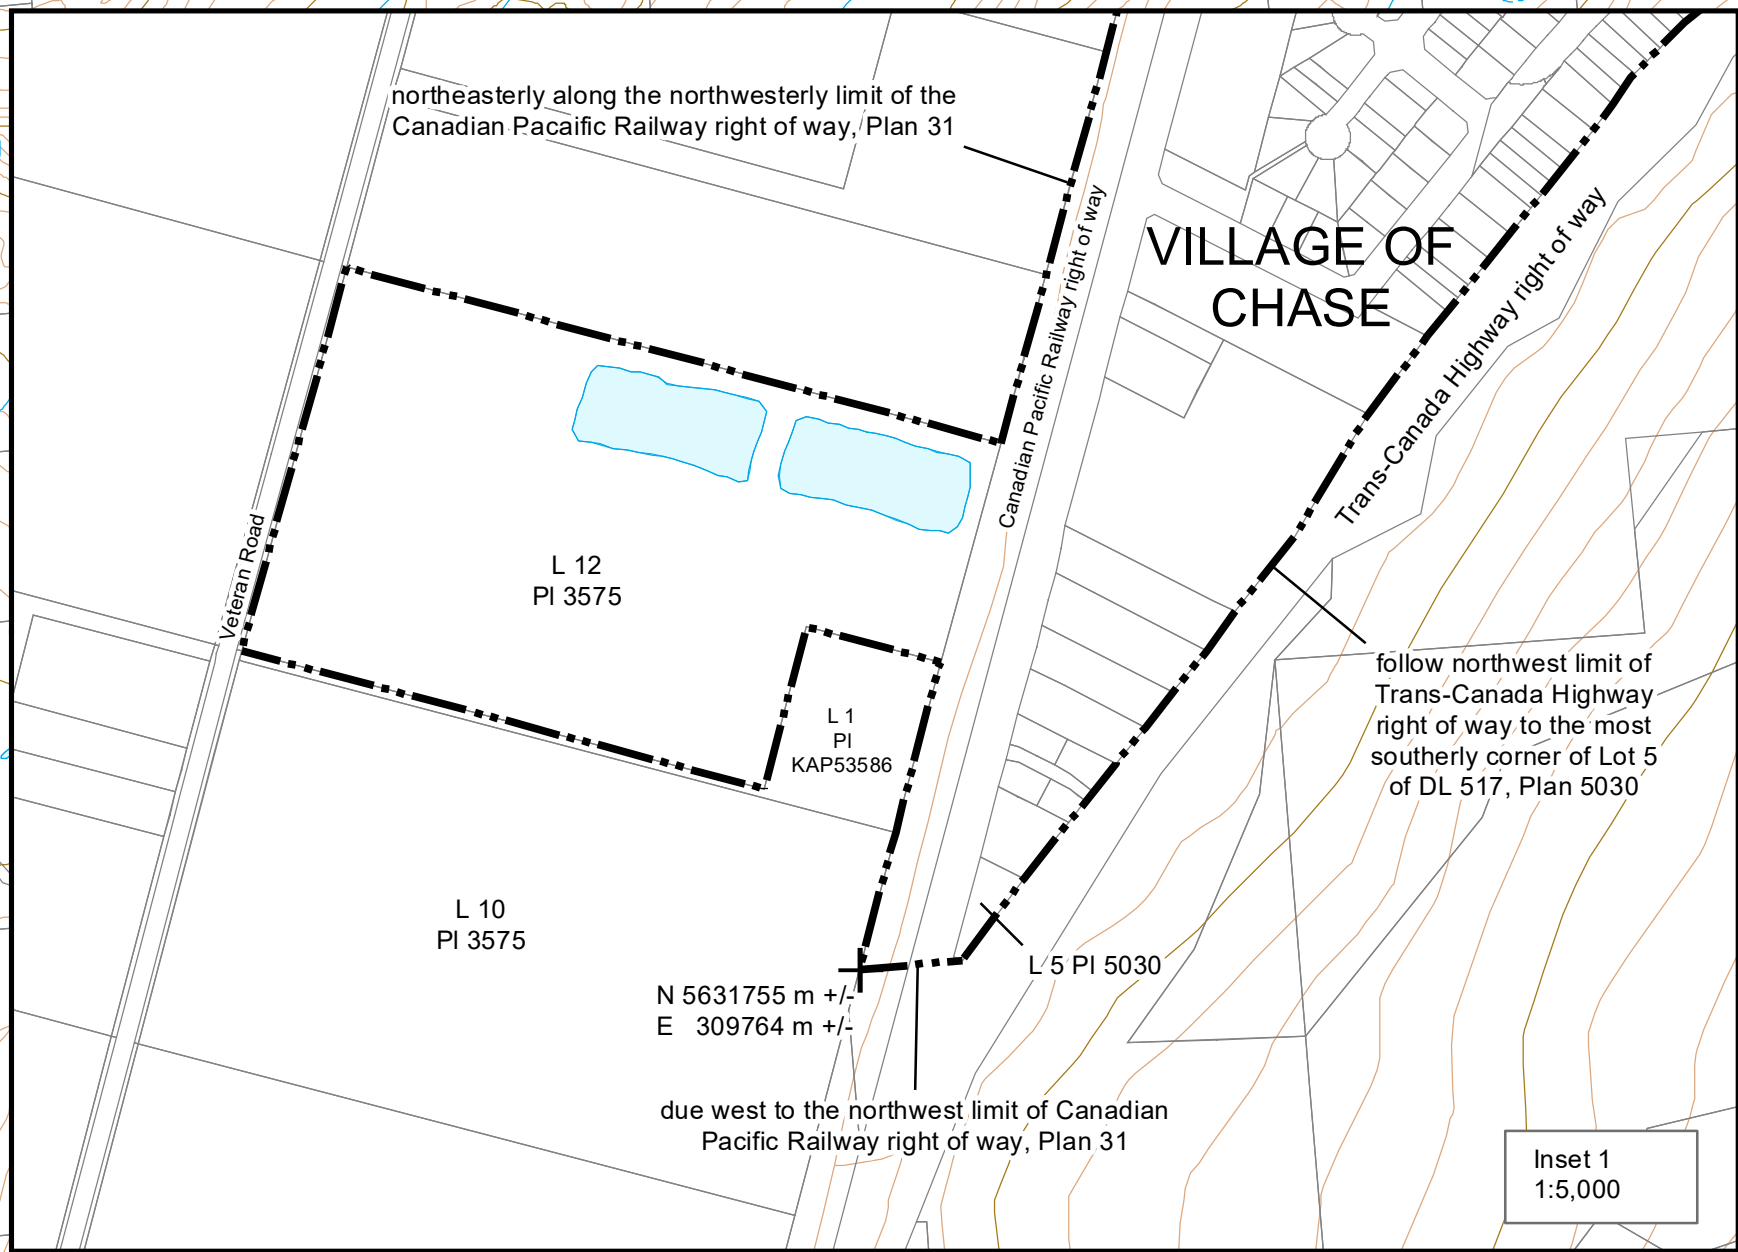 northeasterly along the northwesterly limit of the
Canadian Pacaific Railway right of way, Plan 31
VILLAGE OF
CHASE
Canadian Pacific Railway right of way
Trans-Canada Highway right of way
Veteran Road
L 12
Pl 3575
L 1
Pl
KAP53586
follow northwest limit of
Trans-Canada Highway
right of way to the most
southerly corner of Lot 5
of DL 517, Plan 5030
L 10
Pl 3575
L 5 Pl 5030
N 5631755 m +/-
E 309764 m +/-
due west to the northwest limit of Canadian
Pacific Railway right of way, Plan 31
Inset 1
1:5,000